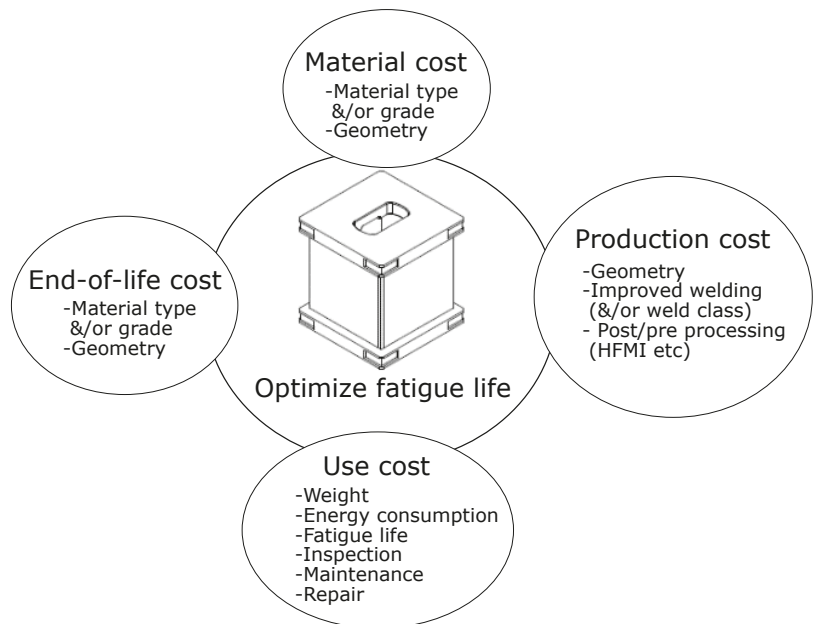 Material cost
-Material type
&/or grade
-Geometry
End-of-life cost
-Material type
&/or grade
-Geometry
Production cost
-Geometry
-Improved welding
(&/or weld class)
- Post/pre processing
(HFMI etc)
Optimize fatigue life
Use cost
-Weight
-Energy consumption
-Fatigue life
-Inspection
-Maintenance
-Repair